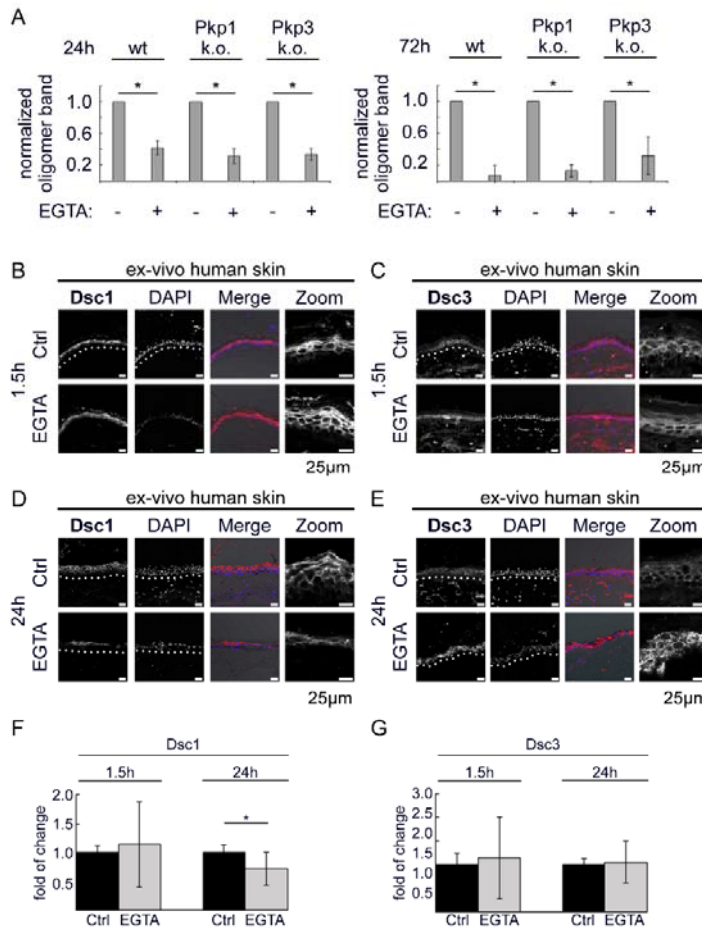 A
24h wt Pkp1 k.o. Pkp3 k.o.
normalized oligomer band
1.0
0.6
0.2
* * *
EGTA: - + - + - +
72h wt Pkp1 k.o. Pkp3 k.o.
normalized oligomer band
1.0
0.6
0.2
* * *
EGTA: - + - + - +
B
ex-vivo human skin
Dsc1 DAPI Merge Zoom
1.5h
Ctrl
EGTA
25µm
C
ex-vivo human skin
Dsc3 DAPI Merge Zoom
1.5h
Ctrl
EGTA
25µm
D
ex-vivo human skin
Dsc1 DAPI Merge Zoom
24h
Ctrl
EGTA
25µm
E
ex-vivo human skin
Dsc3 DAPI Merge Zoom
24h
Ctrl
EGTA
25µm
F
Dsc1
1.5h 24h
fold of change
2.0
1.5
1.0
0.5
*
Ctrl EGTA Ctrl EGTA
G
Dsc3
1.5h 24h
fold of change
3.0
2.5
2.0
1.5
1.0
0.5
Ctrl EGTA Ctrl EGTA